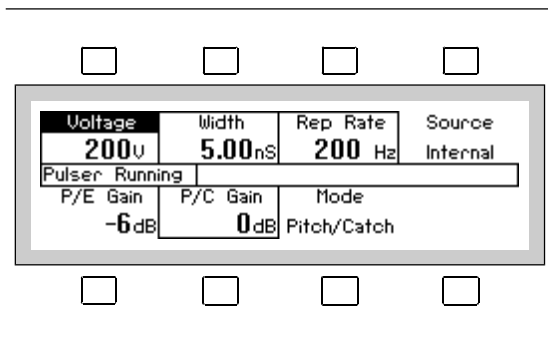 Voltage Width Rep Rate Source
200V 5.00nS 200 Hz Internal
Pulser Running
P/E Gain P/C Gain Mode
-6dB 0dB Pitch/Catch